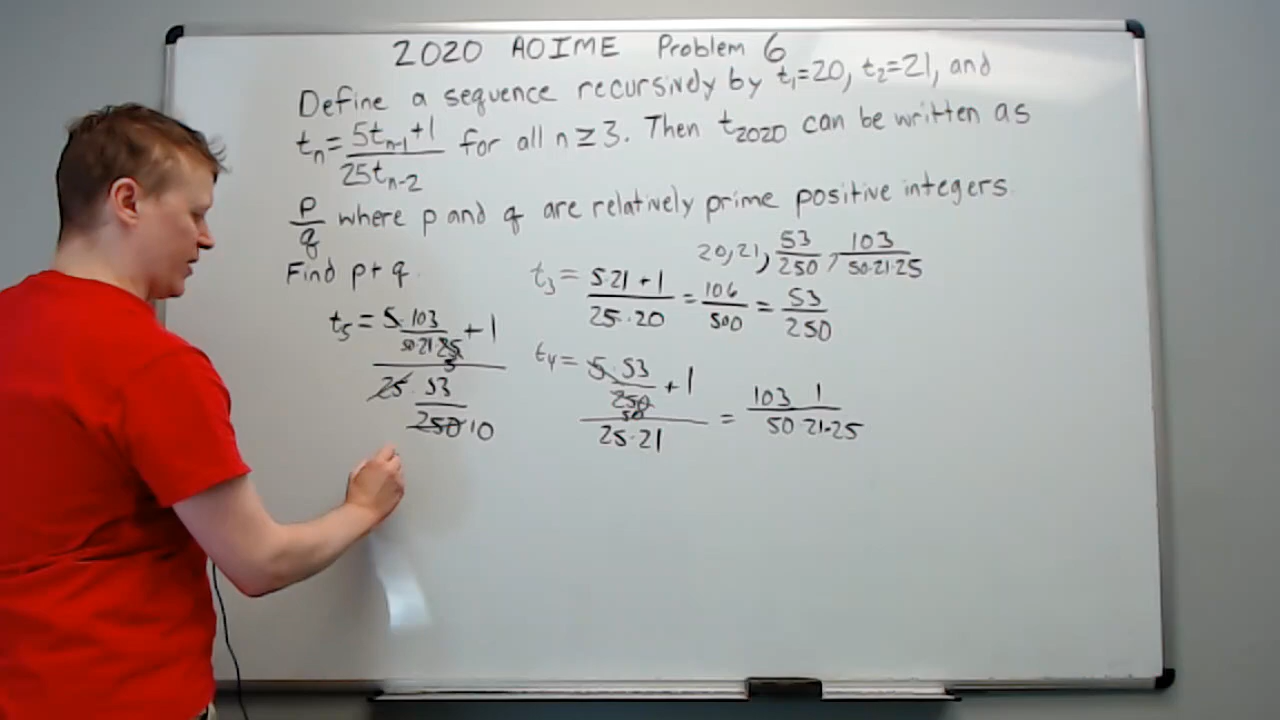 2020 AOIME Problem 6
Define a sequence recursively by t₁=20, t₂=21, and
tₙ = (5tₙ₋₁+1)/(25tₙ₋₂) for all n ≥ 3. Then t₂₀₂₀ can be written as
p/q where p and q are relatively prime positive integers.
Find p+q.
20, 21, 53/250, 103/(50·21·25)
t₃ = (5·21+1)/(25·20) = 106/500 = 53/250
t₄ = (5·53/250 50 + 1)/(25·21) = (103 1)/(50 21·25)
t₅ = (5·103/(50·21·25 5) + 1)/(25·53/250 10)